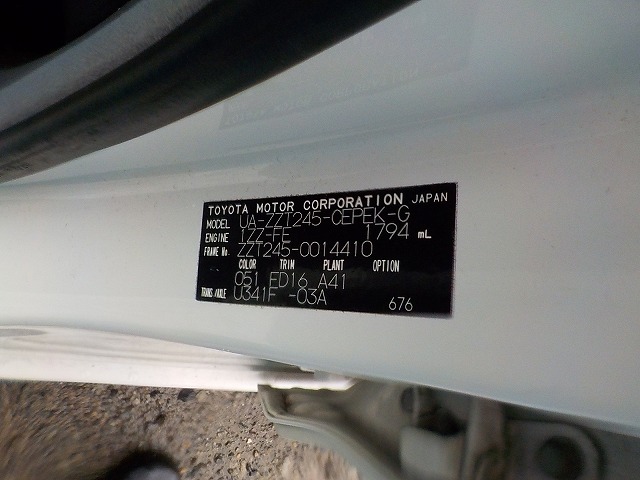 TOYOTA MOTOR CORPORATION JAPAN
MODEL UA-ZZT245-CEPEK-G
ENGINE 1ZZ-FE 1794 mL
FRAME No. ZZT245-0014410
COLOR TRIM PLANT OPTION
051 ED16 A41
TRANS/AXLE U341F -03A
676